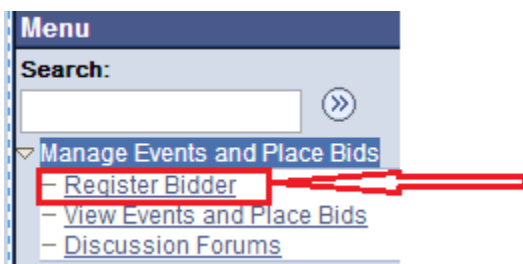 Menu
Search:
Manage Events and Place Bids
– Register Bidder
– View Events and Place Bids
– Discussion Forums